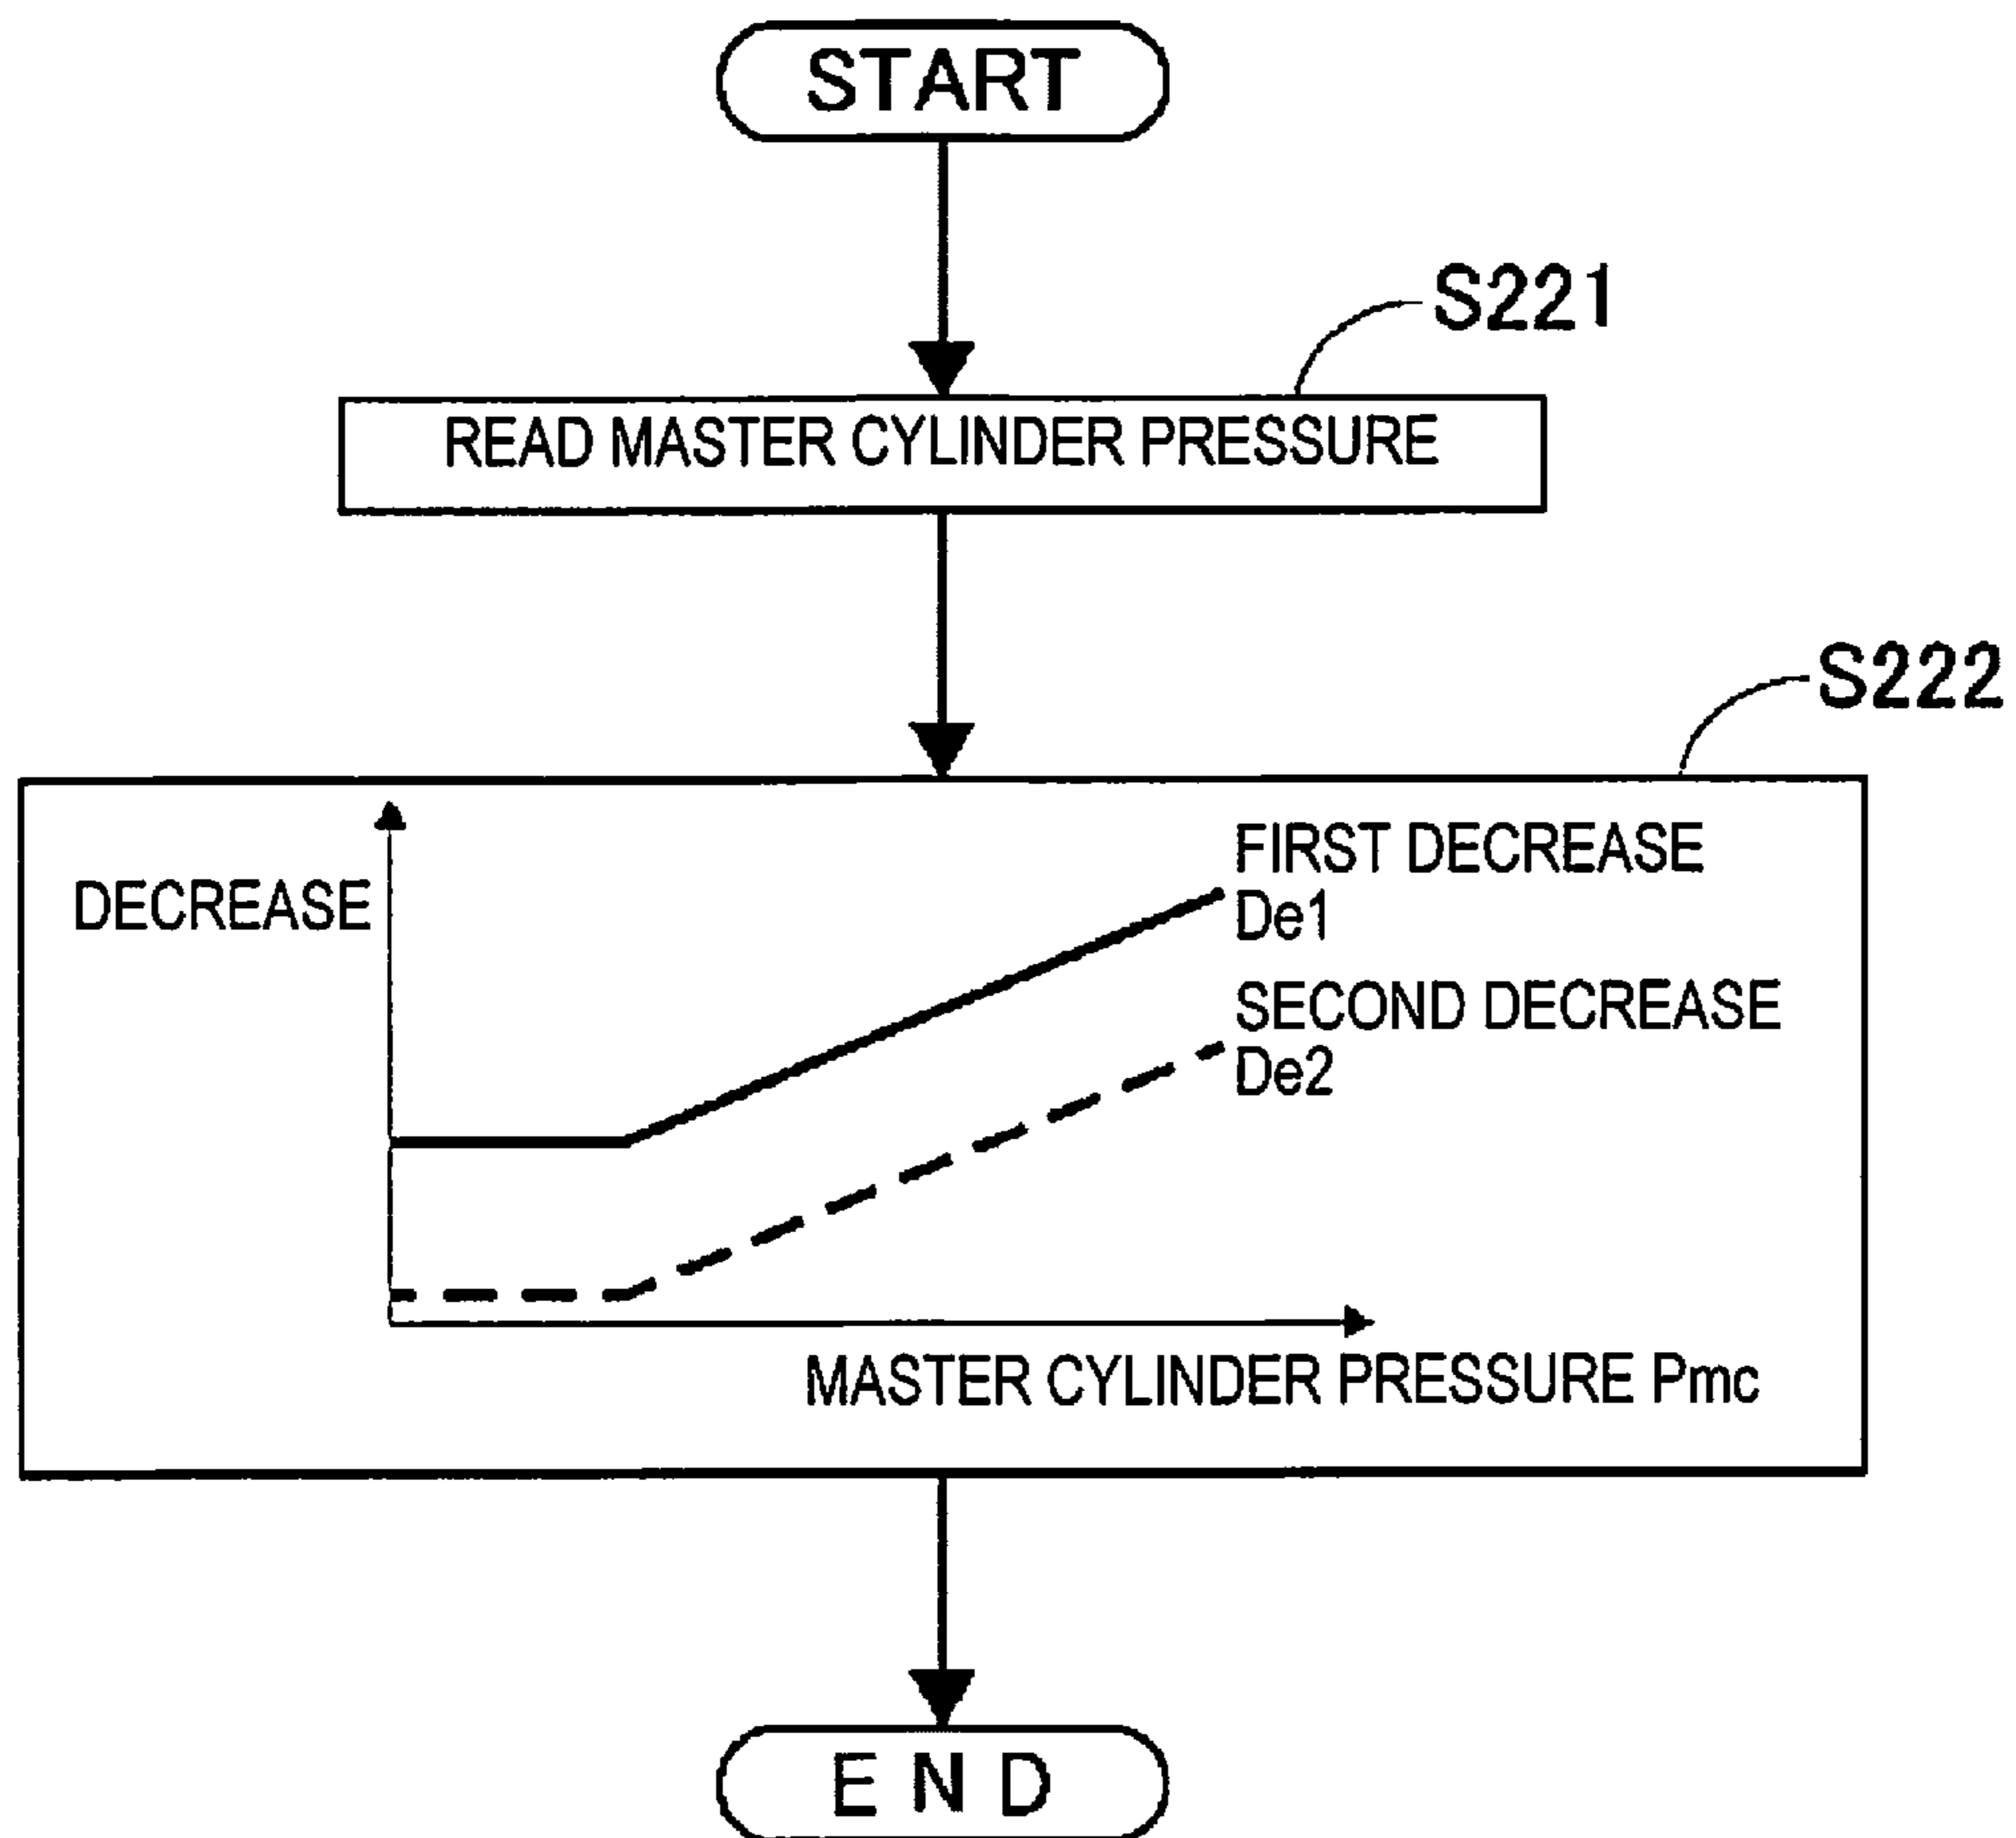 START
S221
READ MASTER CYLINDER PRESSURE
S222
FIRST DECREASE
De1
DECREASE
SECOND DECREASE
De2
MASTER CYLINDER PRESSURE Pmc
END